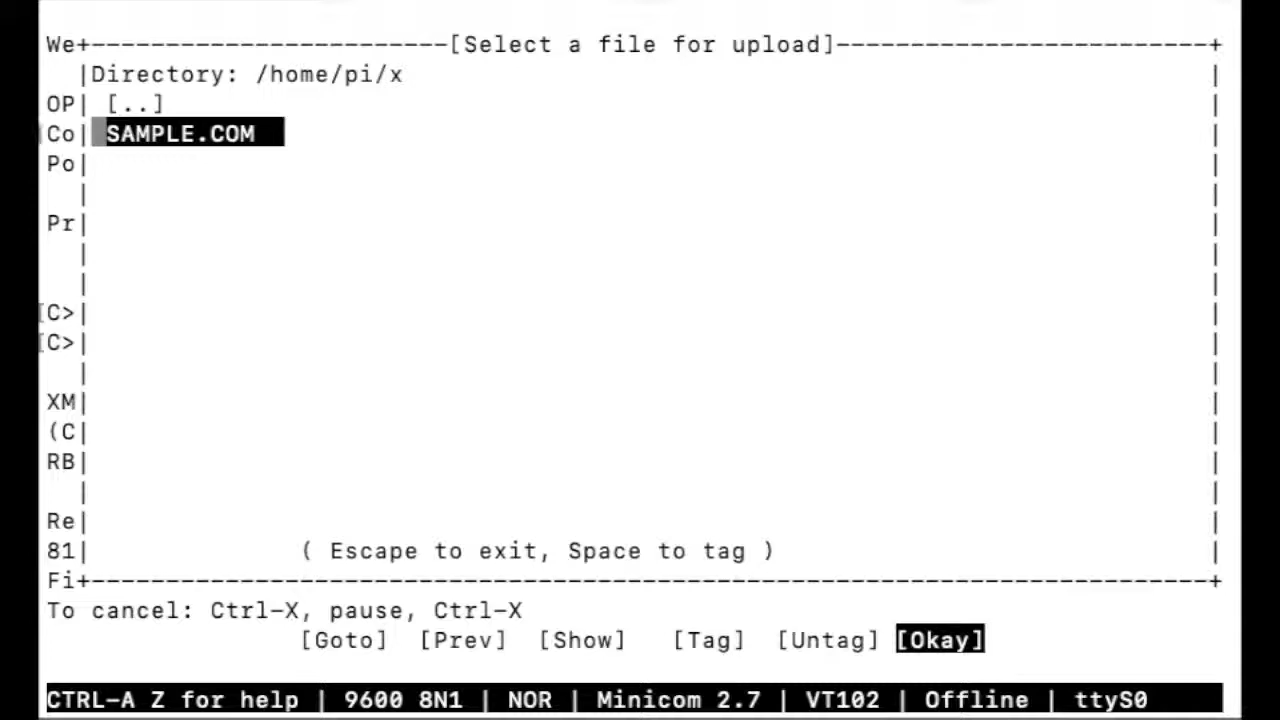 We+------------------------[Select a file for upload]-------------------------+
|Directory: /home/pi/x |
OP| [..] |
[Co| SAMPLE.COM |
Po| |
| |
Pr| |
| |
| |
[C>| |
[C>| |
| |
XM| |
(C| |
RB| |
| |
Re| |
81| ( Escape to exit, Space to tag ) |
Fi+----------------------------------------------------------------------------+
To cancel: Ctrl-X, pause, Ctrl-X
[Goto] [Prev] [Show] [Tag] [Untag] [Okay]
CTRL-A Z for help | 9600 8N1 | NOR | Minicom 2.7 | VT102 | Offline | ttyS0